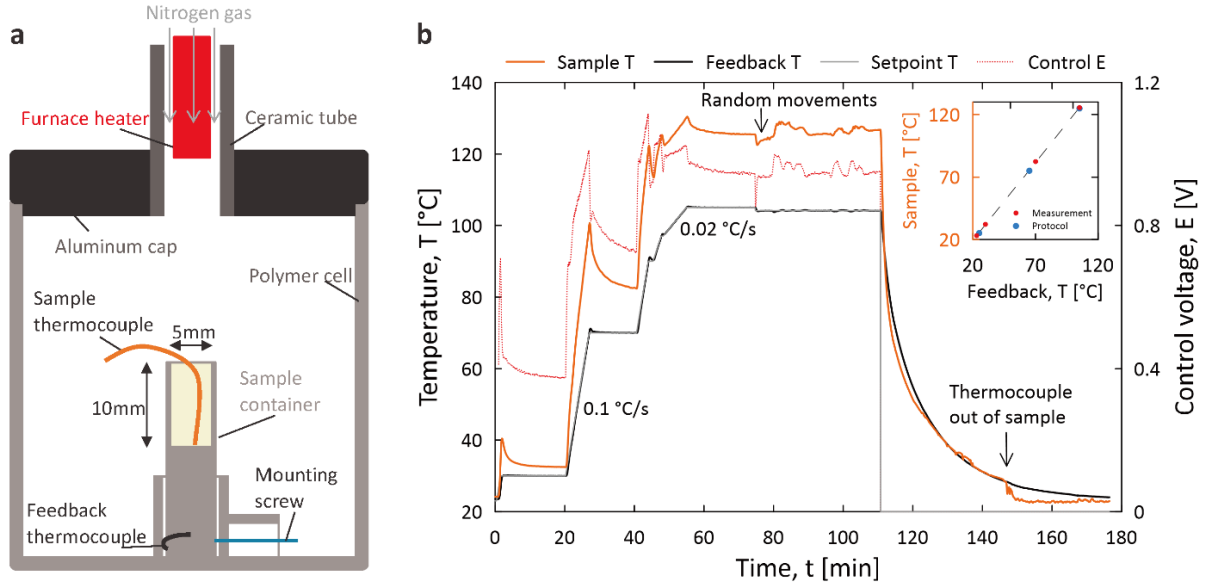 a
Nitrogen gas
Furnace heater
Ceramic tube
Aluminum cap
Polymer cell
Sample
thermocouple
5mm
10mm
Sample
container
Mounting
screw
Feedback
thermocouple
b
Sample T
Feedback T
Setpoint T
Control E
140
120
100
80
60
40
20
Temperature, T [°C]
1.2
0.8
0.4
0
Control voltage, E [V]
0
20
40
60
80
100
120
140
160
180
Time, t [min]
Random movements
0.02 °C/s
0.1 °C/s
Thermocouple
out of sample
120
70
20
Sample, T [°C]
Measurement
Protocol
20
70
120
Feedback, T [°C]